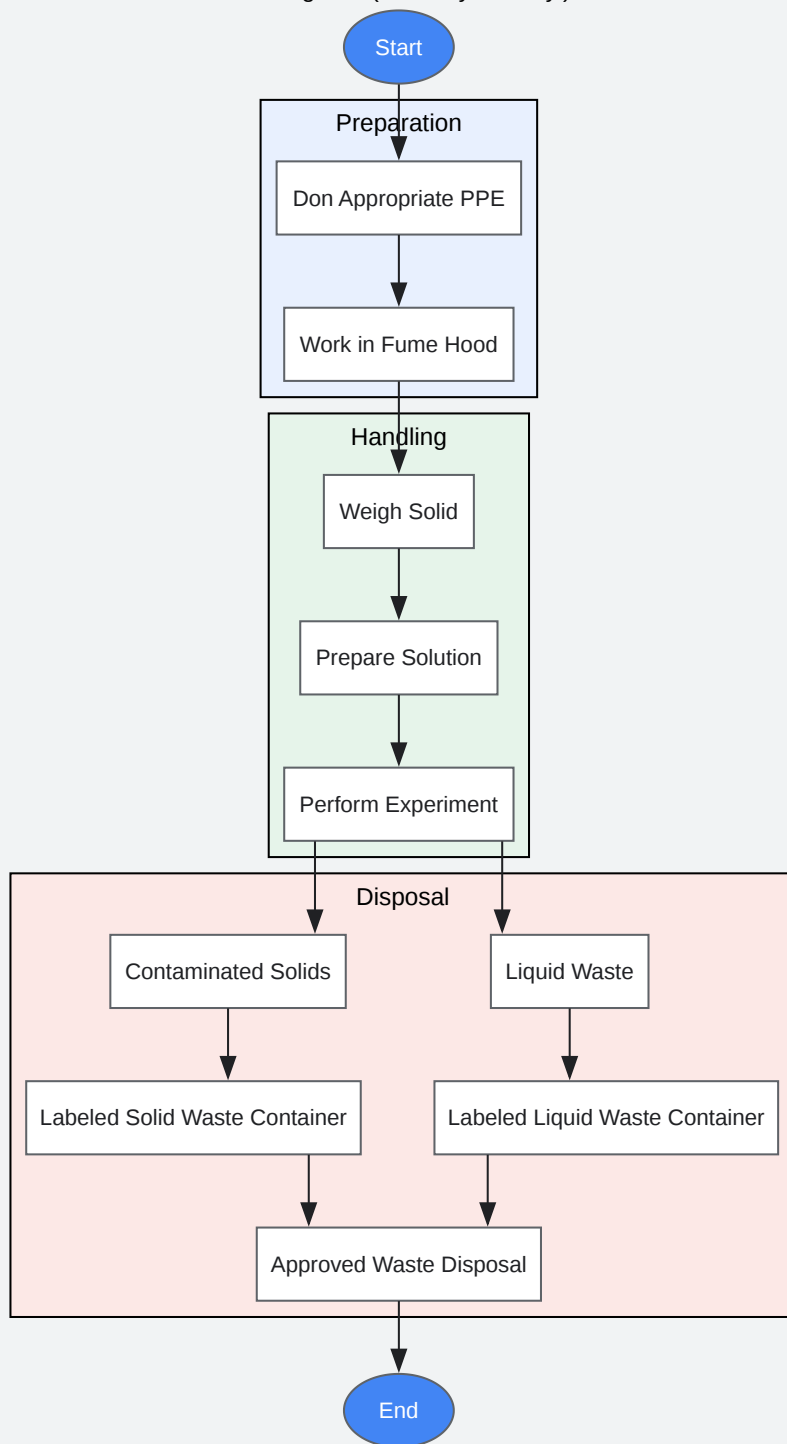 Start
Preparation
Don Appropriate PPE
Work in Fume Hood
Handling
Weigh Solid
Prepare Solution
Perform Experiment
Disposal
Contaminated Solids
Liquid Waste
Labeled Solid Waste Container
Labeled Liquid Waste Container
Approved Waste Disposal
End